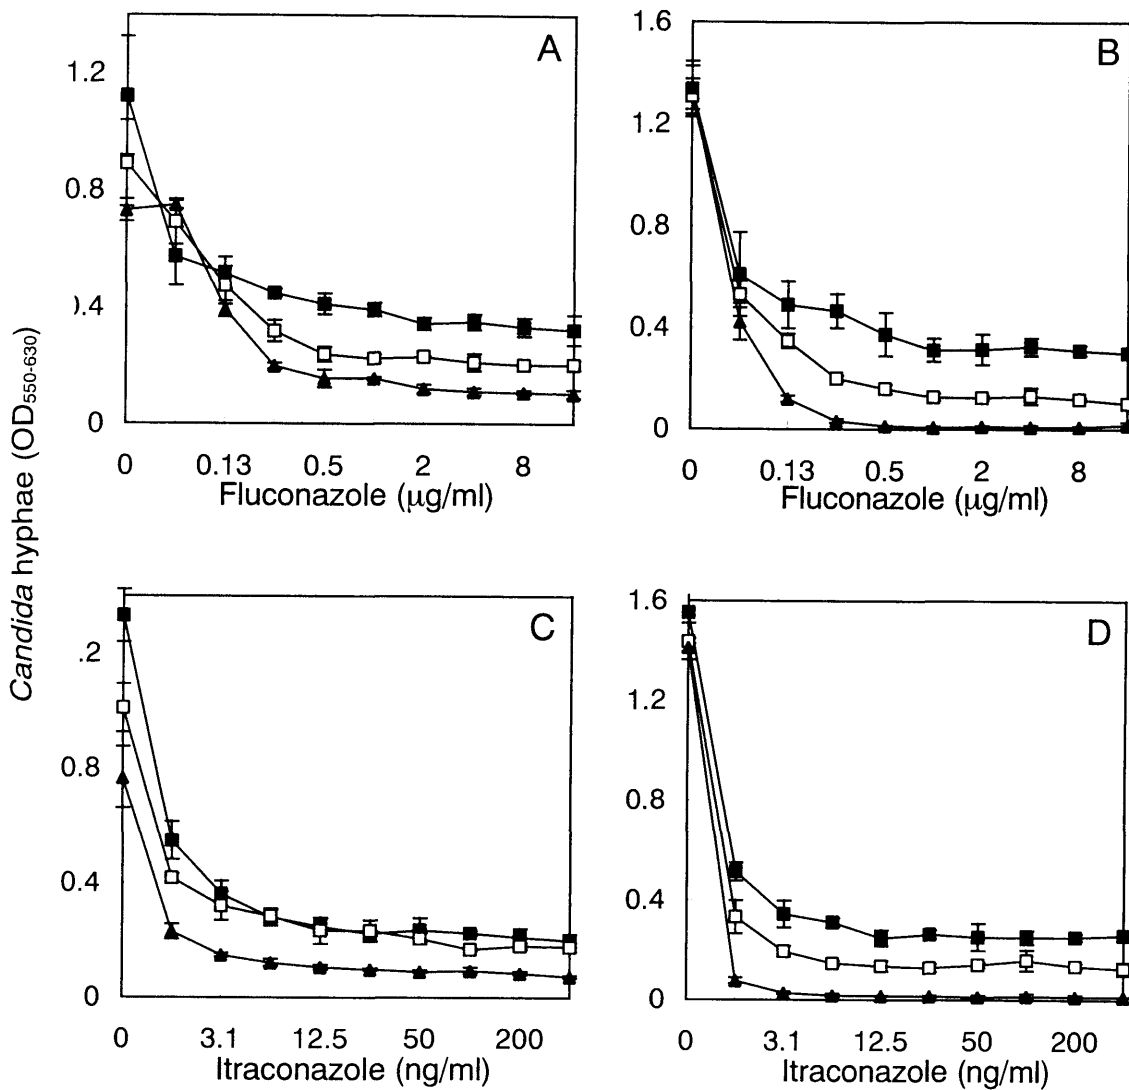 Candida hyphae (OD550-630)
A
1.2
0.8
0.4
0
0 0.13 0.5 2 8
Fluconazole (μg/ml)
B
1.6
1.2
0.8
0.4
0
0 0.13 0.5 2 8
Fluconazole (μg/ml)
C
.2
0.8
0.4
0
0 3.1 12.5 50 200
Itraconazole (ng/ml)
D
1.6
1.2
0.8
0.4
0
0 3.1 12.5 50 200
Itraconazole (ng/ml)